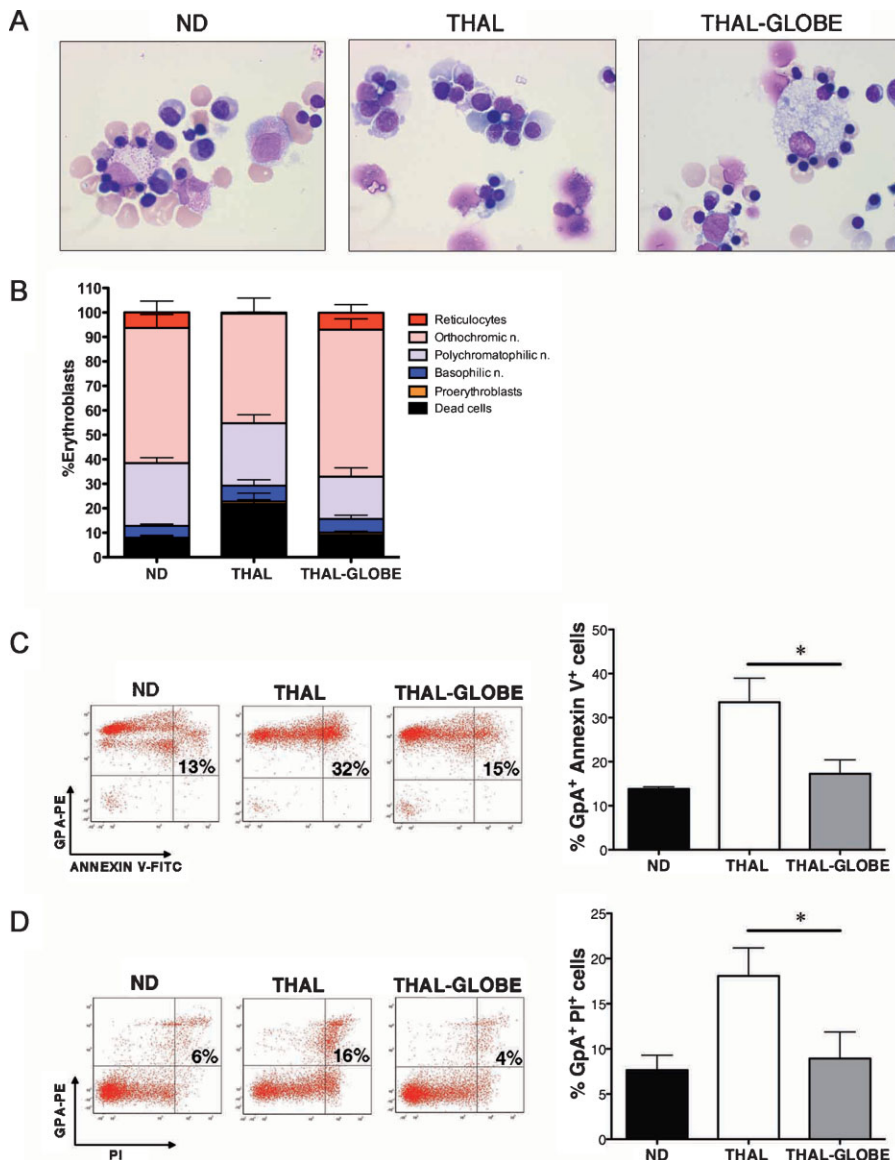 A
ND THAL THAL-GLOBE
B
%Erythroblasts
110
100
90
80
70
60
50
40
30
20
10
0
ND THAL THAL-GLOBE
Reticulocytes
Orthochromic n.
Polychromatophilic n.
Basophilic n.
Proerythroblasts
Dead cells
C
ND THAL THAL-GLOBE
13% 32% 15%
GPA-PE
ANNEXIN V-FITC
% GpA+ Annexin V+ cells
50
40
30
20
10
0
*
ND THAL THAL-GLOBE
D
ND THAL THAL-GLOBE
6% 16% 4%
GPA-PE
PI
% GpA+ PI+ cells
25
20
15
10
5
0
*
ND THAL THAL-GLOBE